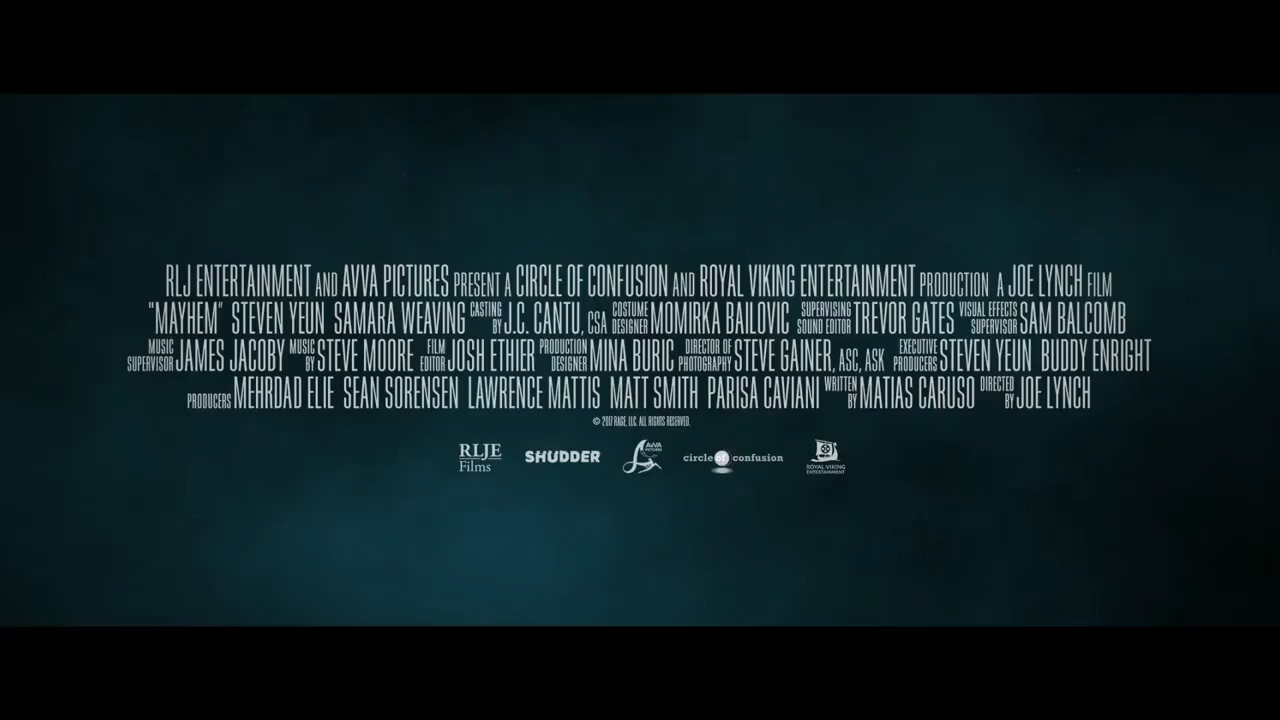 RLJ ENTERTAINMENT AND AVVA PICTURES PRESENT A CIRCLE OF CONFUSION AND ROYAL VIKING ENTERTAINMENT PRODUCTION A JOE LYNCH FILM
"MAYHEM" STEVEN YEUN SAMARA WEAVING CASTING BY J.C. CANTU, CSA COSTUME DESIGNER MOMIRKA BAILOVIC SUPERVISING SOUND EDITOR TREVOR GATES VISUAL EFFECTS SUPERVISOR SAM BALCOMB
MUSIC SUPERVISOR JAMES JACOBY MUSIC BY STEVE MOORE FILM EDITOR JOSH ETHIER PRODUCTION DESIGNER MINA BURIC DIRECTOR OF PHOTOGRAPHY STEVE GAINER, ASC, ASK EXECUTIVE PRODUCERS STEVEN YEUN BUDDY ENRIGHT
PRODUCERS MEHRDAD ELIE SEAN SORENSEN LAWRENCE MATTIS MATT SMITH PARISA CAVIANI WRITTEN BY MATIAS CARUSO DIRECTED BY JOE LYNCH
© 2017 RAGE, LLC. ALL RIGHTS RESERVED.
RLJE Films SHUDDER AVVA PICTURES circle of confusion ROYAL VIKING ENTERTAINMENT